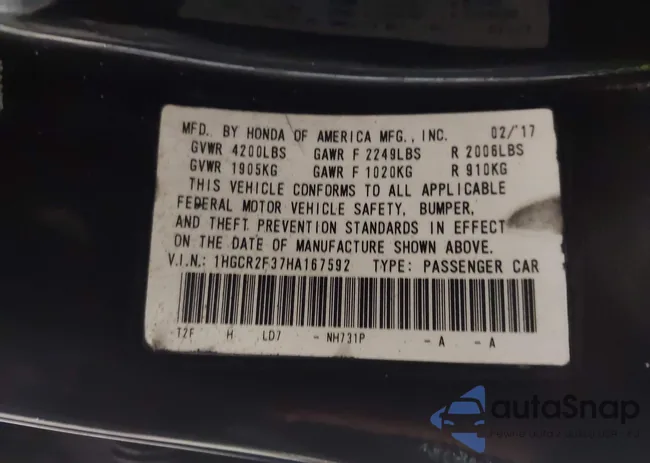 MFD. BY HONDA OF AMERICA MFG., INC. 02/'17
GVWR 4200LBS GAWR F 2249LBS R 2006LBS
GVWR 1905KG GAWR F 1020KG R 910KG
THIS VEHICLE CONFORMS TO ALL APPLICABLE
FEDERAL MOTOR VEHICLE SAFETY, BUMPER,
AND THEFT PREVENTION STANDARDS IN EFFECT
ON THE DATE OF MANUFACTURE SHOWN ABOVE.
V.I.N.: 1HGCR2F37HA167592 TYPE: PASSENGER CAR
T2F H LD7 - NH731P - A - A
autoSnap